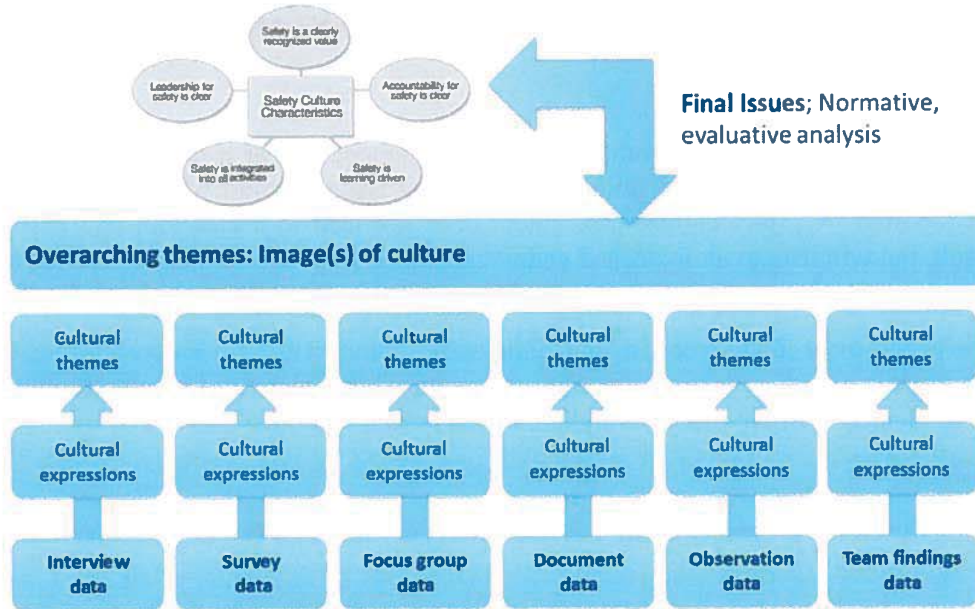 Safety is a clearly
recognized value
Leadership for
safety is clear
Accountability for
safety is clear
Safety Culture
Characteristics
Safety is integrated
into all activities
Safety is
learning driven
Final Issues; Normative,
evaluative analysis
Overarching themes: Image(s) of culture
Cultural
themes
Cultural
themes
Cultural
themes
Cultural
themes
Cultural
themes
Cultural
themes
Cultural
expressions
Cultural
expressions
Cultural
expressions
Cultural
expressions
Cultural
expressions
Cultural
expressions
Interview
data
Survey
data
Focus group
data
Document
data
Observation
data
Team findings
data